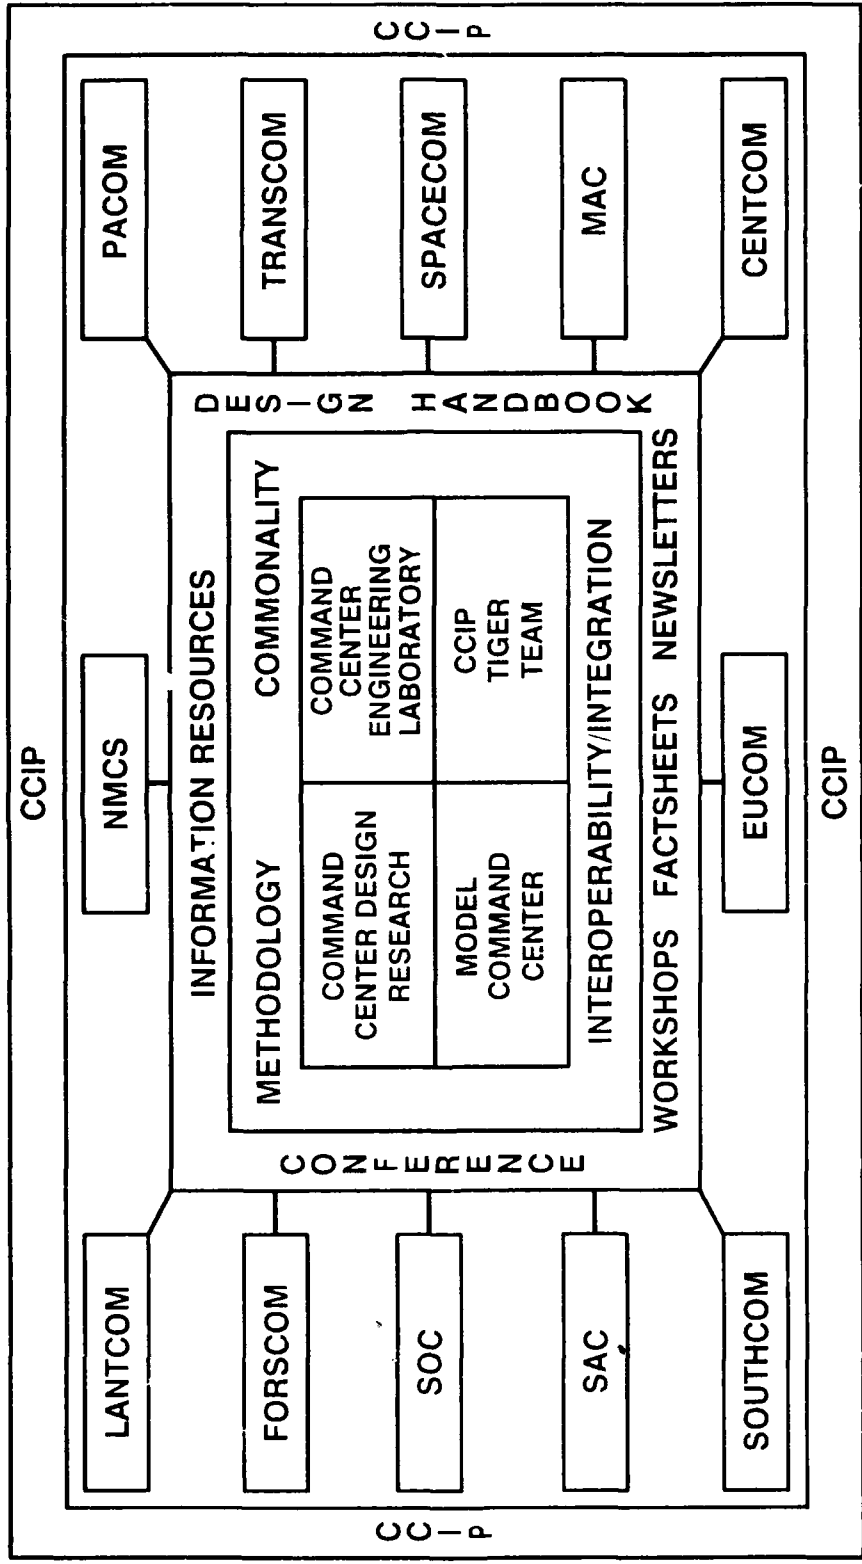 CCIP
CCIP
CCIP
CCIP
LANTCOM
FORSCOM
SOC
SAC
SOUTHCOM
NMCS
EUCOM
PACOM
TRANSCOM
SPACECOM
MAC
CENTCOM
INFORMATION RESOURCES
CONFERENCE
DESIGN HANDBOOK
WORKSHOPS FACTSHEETS NEWSLETTERS
METHODOLOGY
COMMONALITY
COMMAND
CENTER DESIGN
RESEARCH
COMMAND
CENTER
ENGINEERING
LABORATORY
MODEL
COMMAND
CENTER
CCIP
TIGER
TEAM
INTEROPERABILITY/INTEGRATION